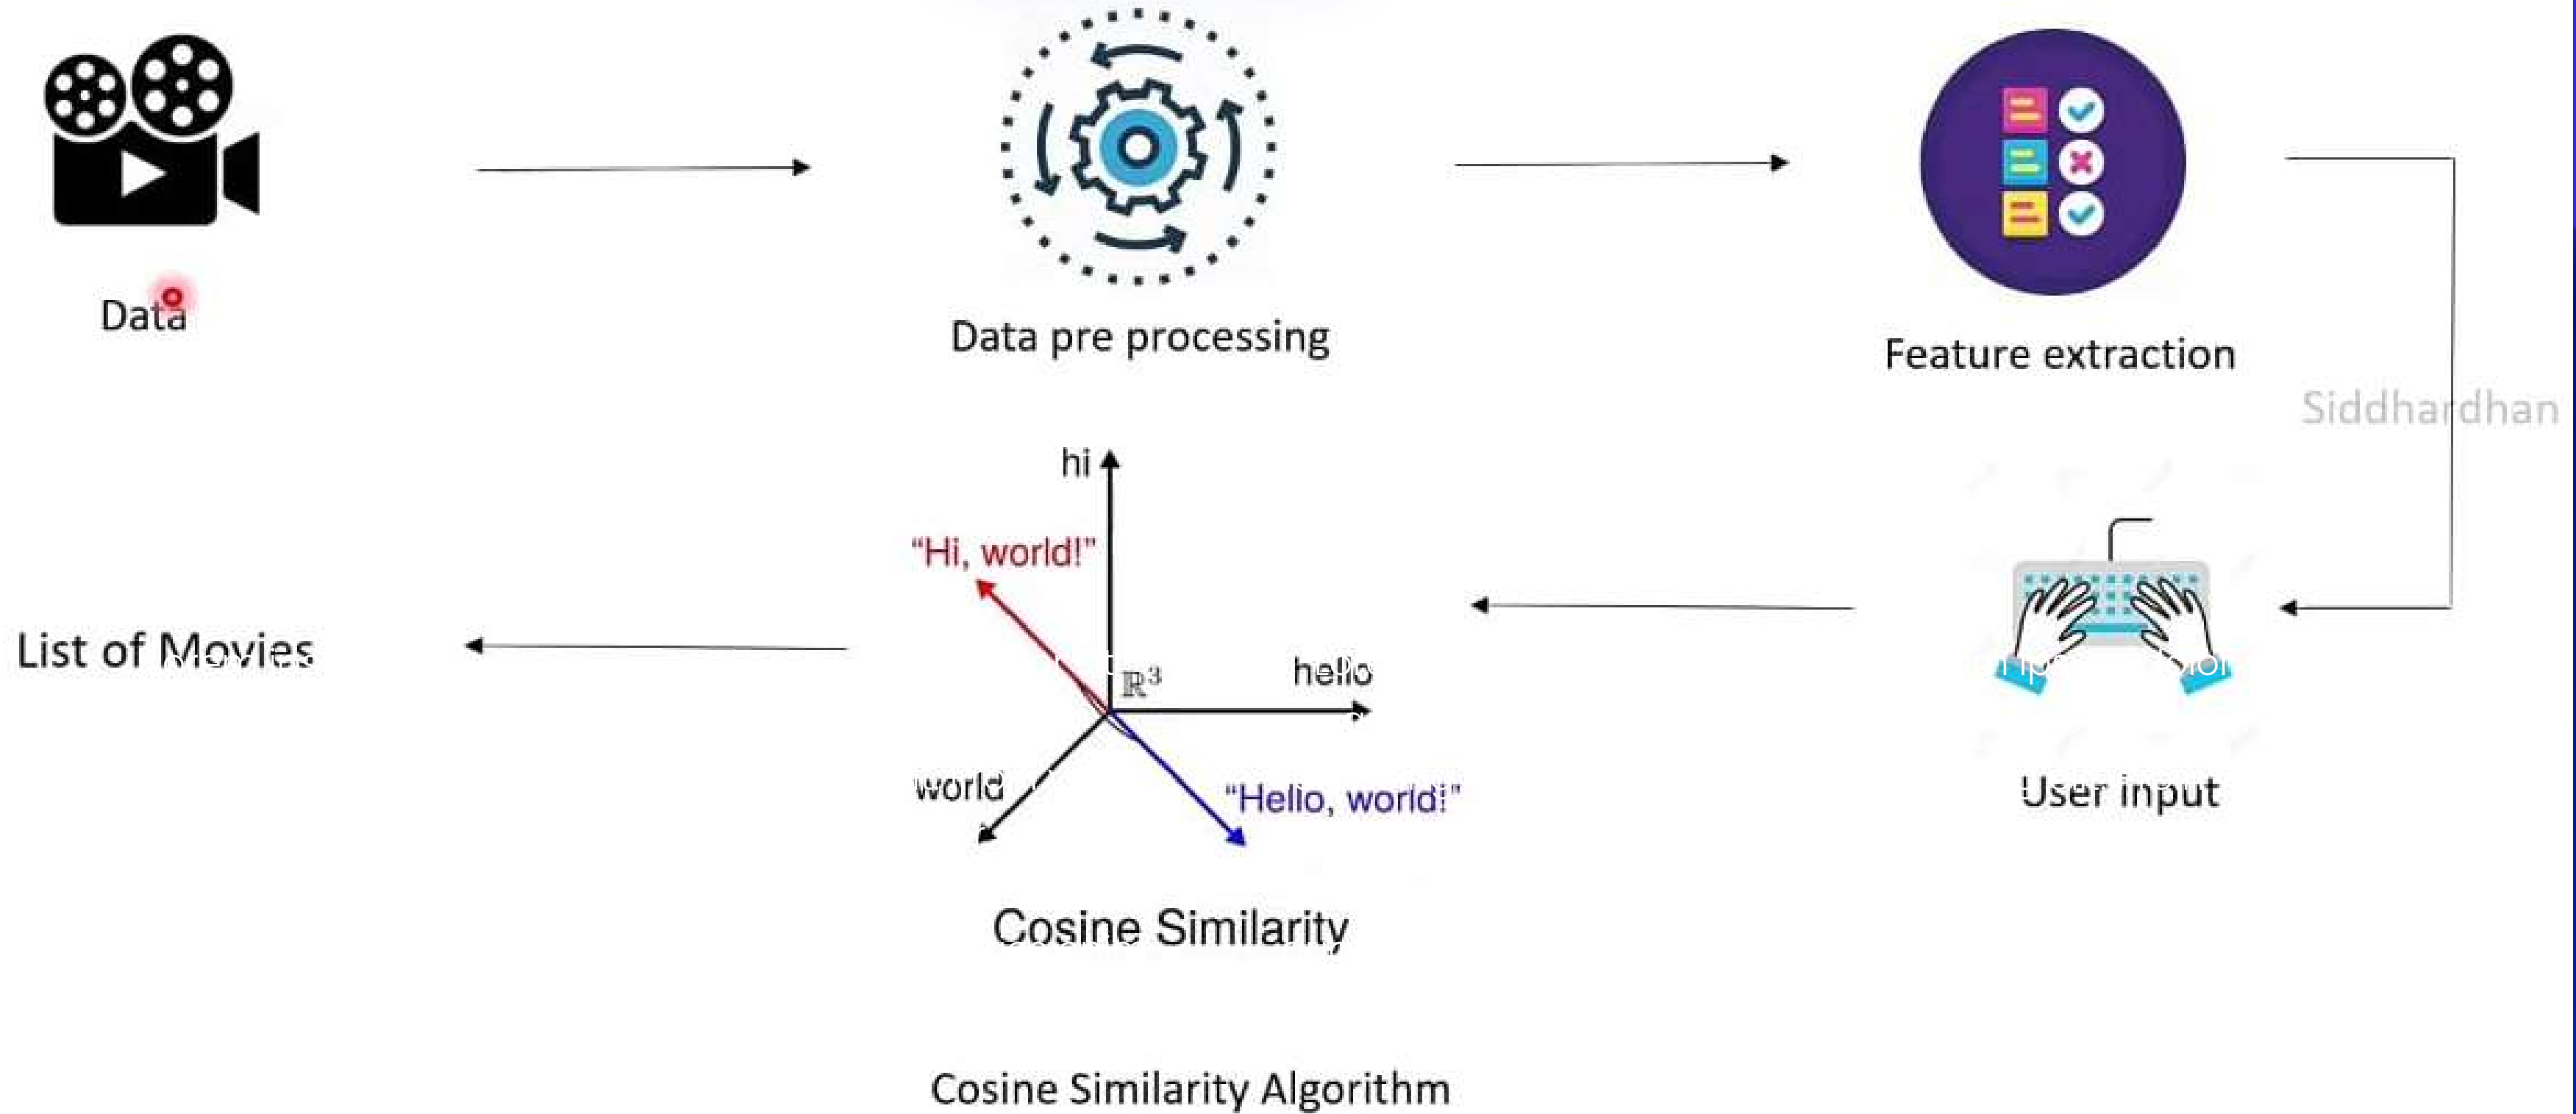 Data
Data pre processing
Feature extraction
Siddhardhan
hi
"Hi, world!"
hello
ℝ³
List of Movies
world
"Hello, world!"
User input
Cosine Similarity
Cosine Similarity Algorithm